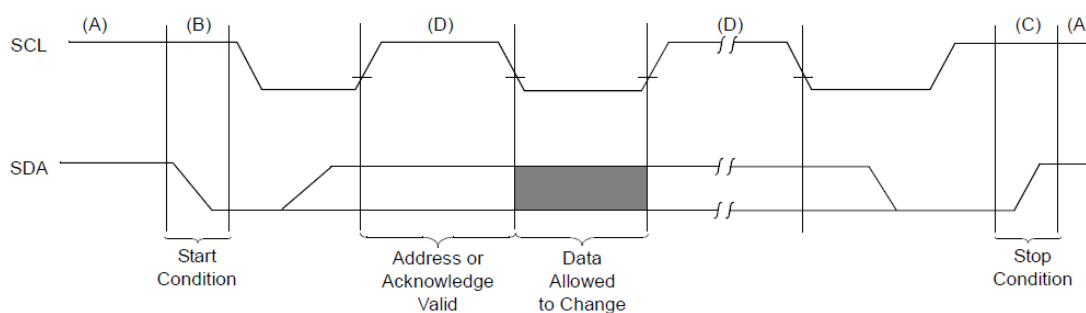 (A) (B) (D) (D) (C) (A
SCL
SDA
Start
Condition
Address or
Acknowledge
Valid
Data
Allowed
to Change
Stop
Condition